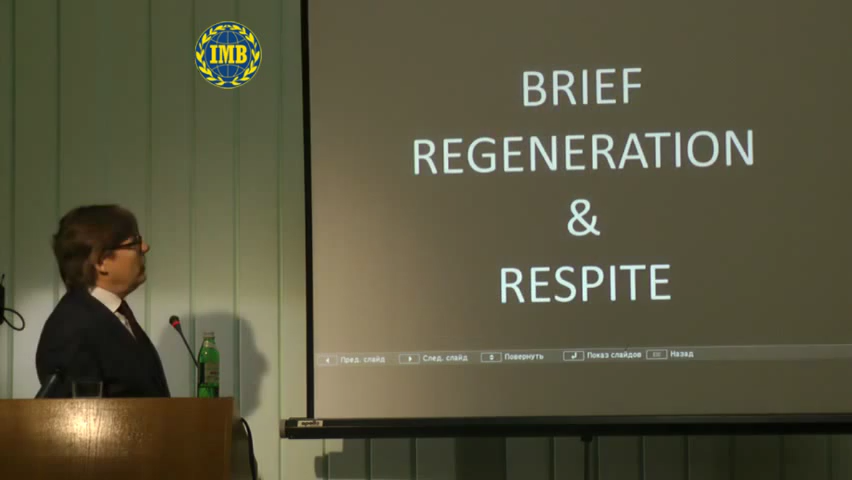 IMB
BRIEF
REGENERATION
&
RESPITE
Пред. слайд След. слайд Повернуть Показ слайдов Назад